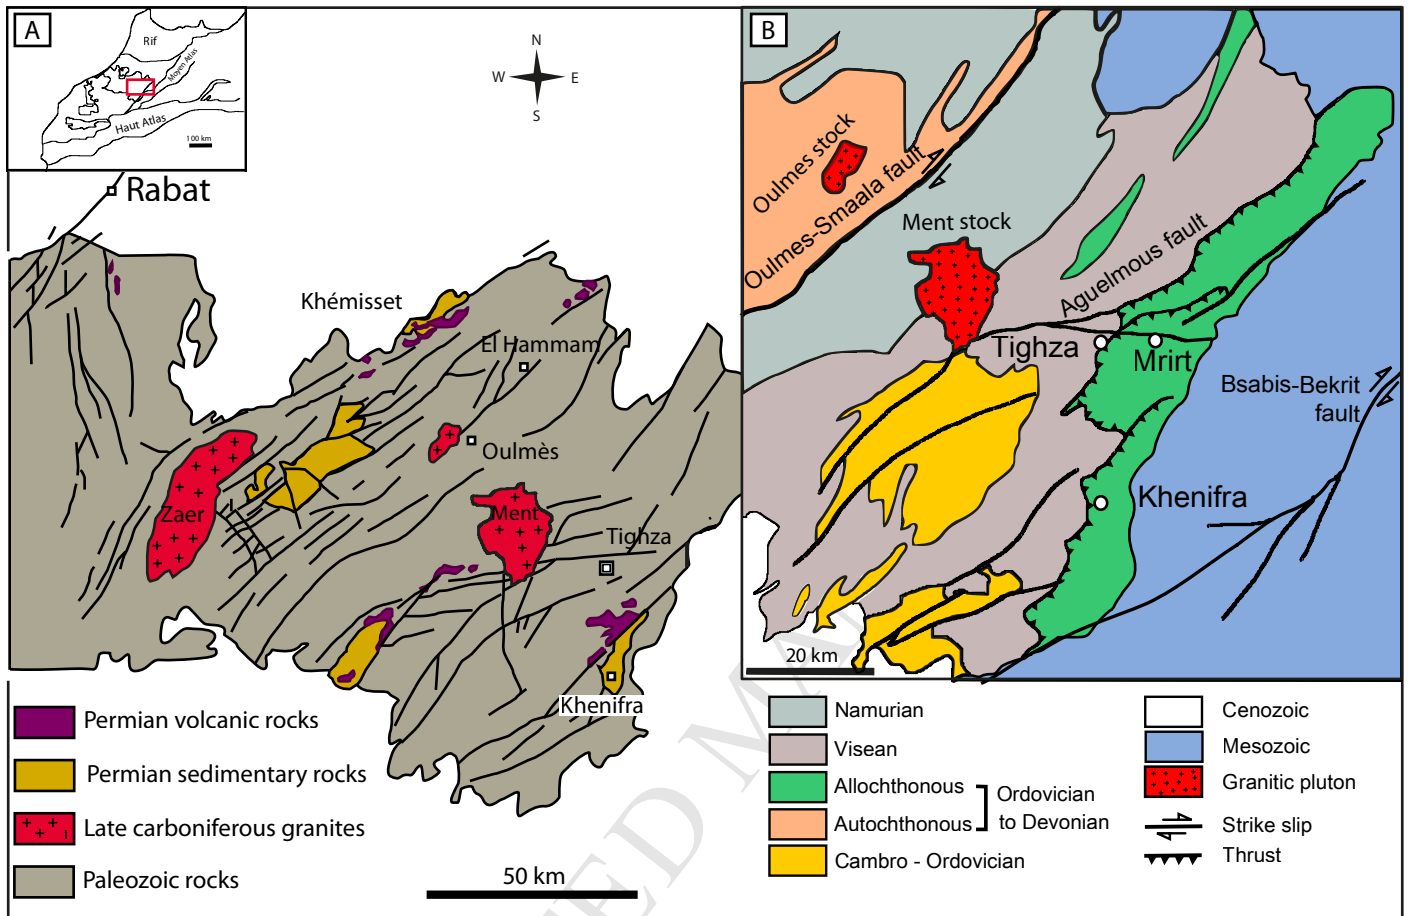 A
Rif
Moyen Atlas
Haut Atlas
100 km
N
W E
S
Rabat
Khémisset
El Hammam
Oulmès
Zaer
Ment
Tighza
Khenifra
Permian volcanic rocks
Permian sedimentary rocks
Late carboniferous granites
Paleozoic rocks
50 km
B
Oulmes stock
Oulmes-Smaala fault
Ment stock
Aguelmous fault
Tighza
Mrirt
Bsabis-Bekrit
fault
Khenifra
20 km
Namurian
Visean
Allochthonous
Autochthonous
Ordovician
to Devonian
Cambro - Ordovician
Cenozoic
Mesozoic
Granitic pluton
Strike slip
Thrust